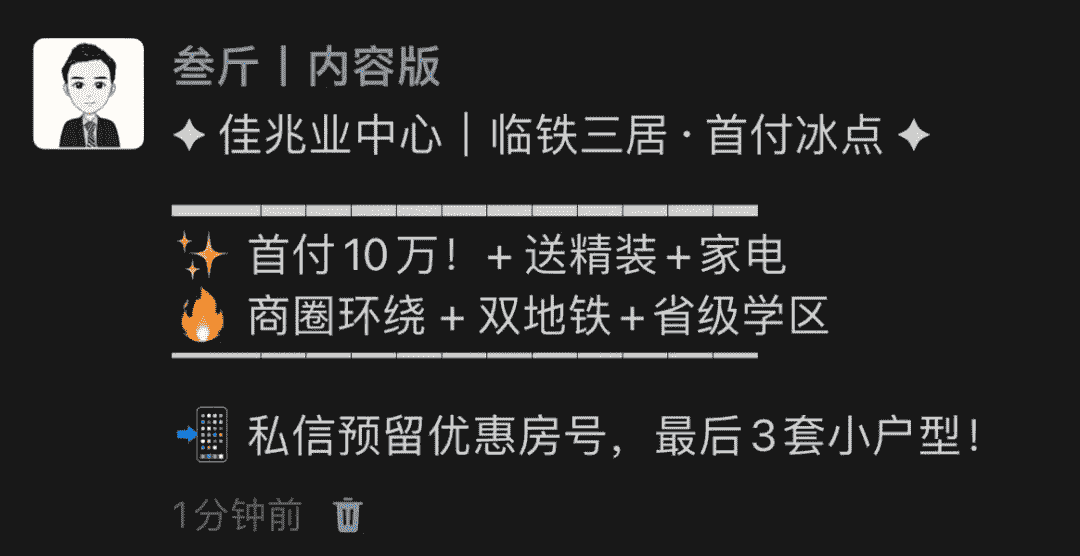 叁斤丨内容版
✦ 佳兆业中心｜临铁三居·首付冰点 ✦
✨ 首付10万！+送精装+家电
🔥 商圈环绕+双地铁+省级学区
📲 私信预留优惠房号，最后3套小户型！
1分钟前